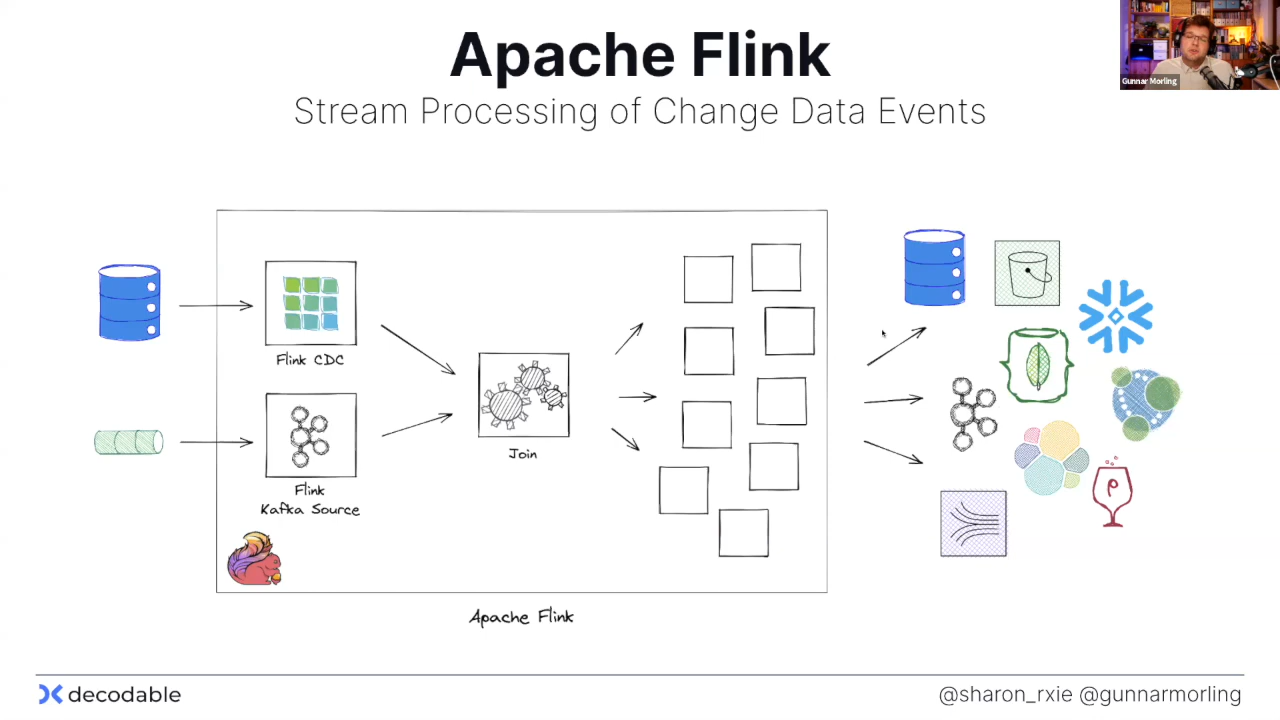 Apache Flink
Stream Processing of Change Data Events
Gunnar Morling
Flink CDC
Flink
Kafka Source
Join
Apache Flink
decodable
@sharon_rxie @gunnarmorling